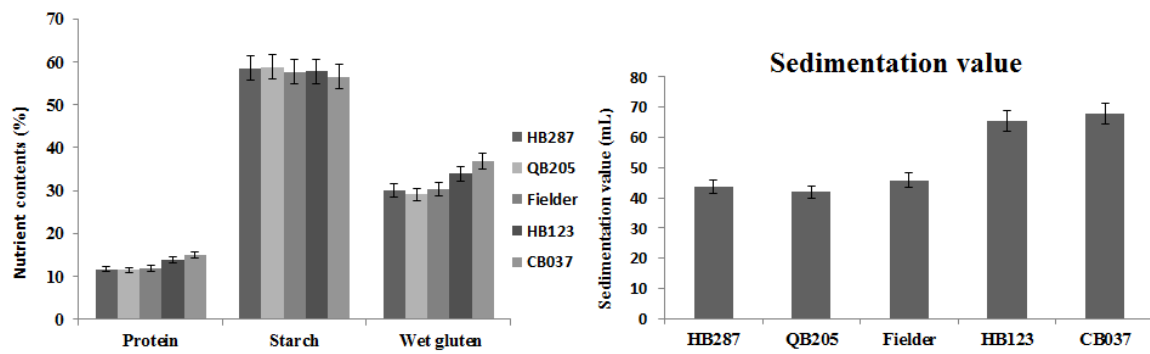 70
60
50
40
30
20
10
0
Nutrient contents (%)
Protein Starch Wet gluten
HB287
QB205
Fielder
HB123
CB037
Sedimentation value
80
70
60
50
40
30
20
10
0
Sedimentation value (mL)
HB287 QB205 Fielder HB123 CB037